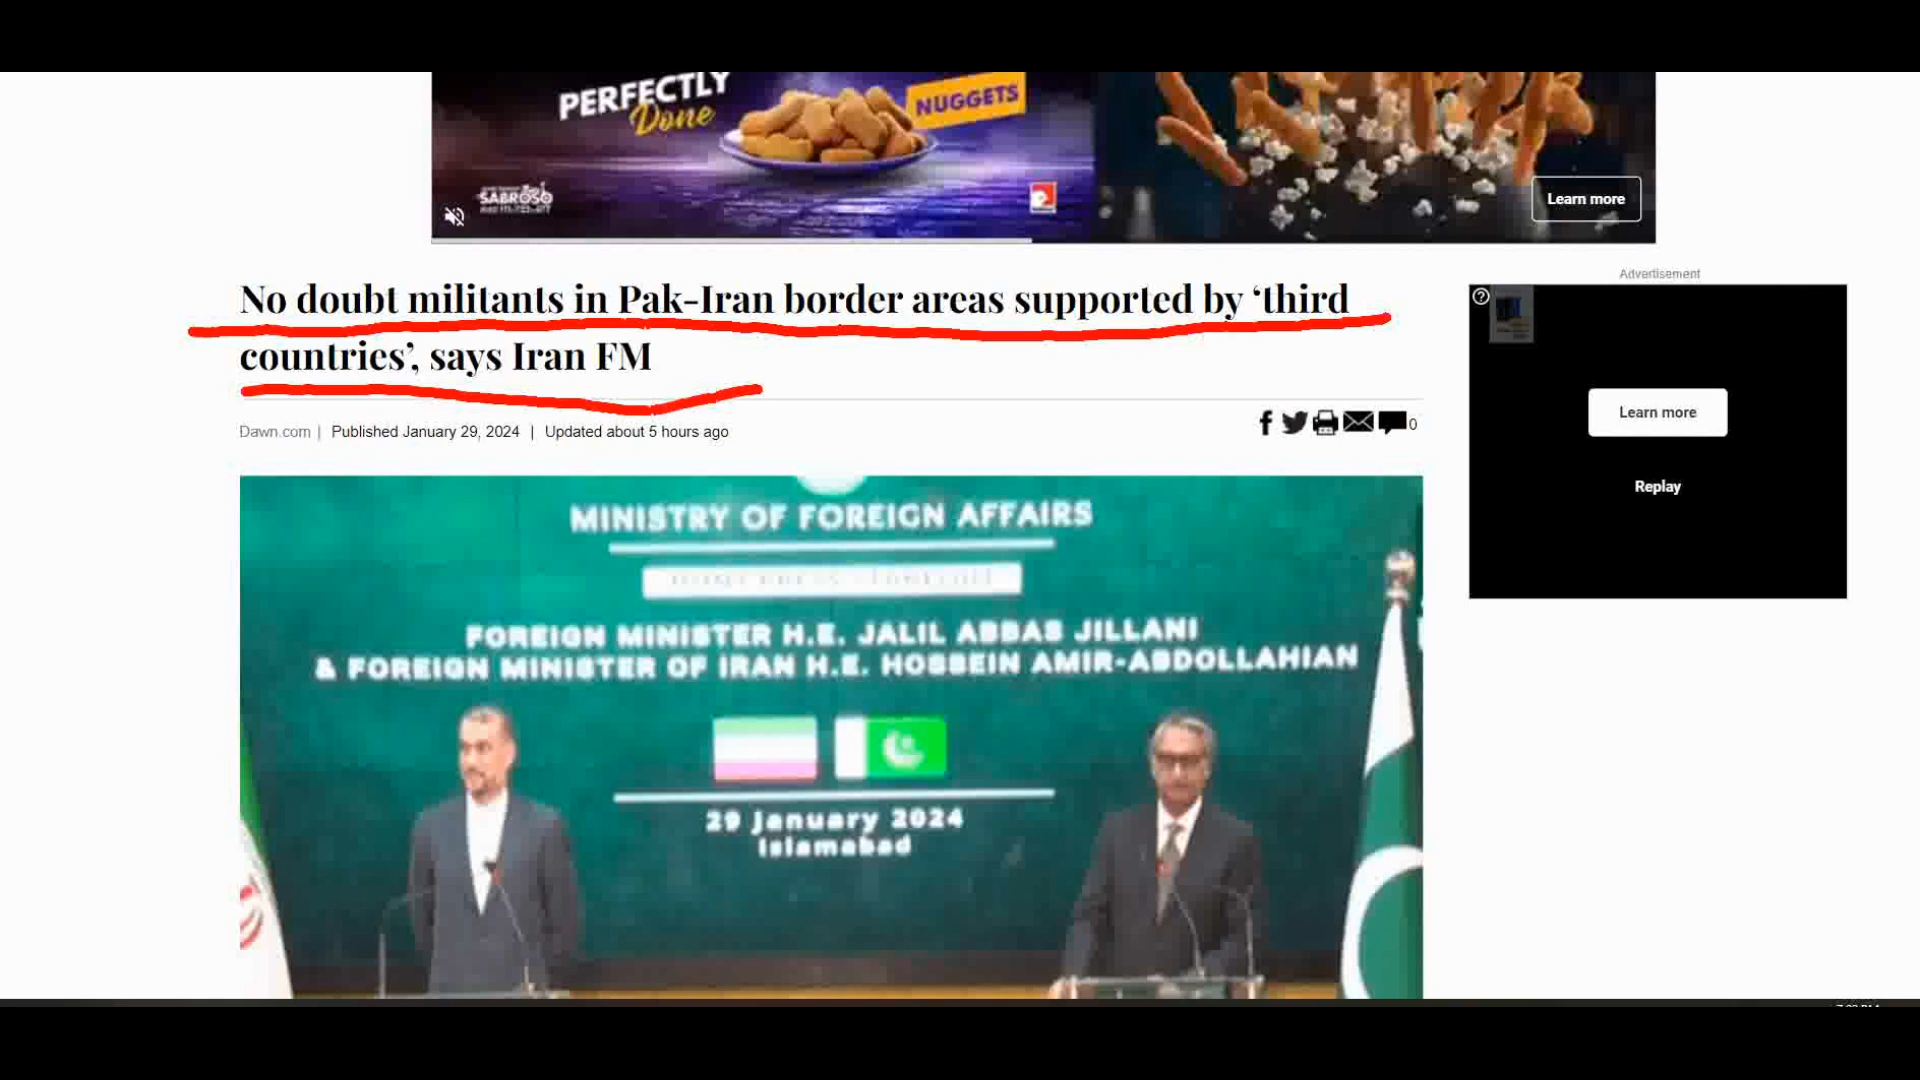 PERFECTLY
Done
NUGGETS
SABROSO
Learn more
Advertisement
No doubt militants in Pak-Iran border areas supported by ‘third
countries’, says Iran FM
Learn more
Replay
Dawn.com | Published January 29, 2024 | Updated about 5 hours ago
0
MINISTRY OF FOREIGN AFFAIRS
FOREIGN MINISTER H.E. JALIL ABBAS JILLANI
& FOREIGN MINISTER OF IRAN H.E. HOSSEIN AMIR-ABDOLLAHIAN
29 January 2024
Islamabad